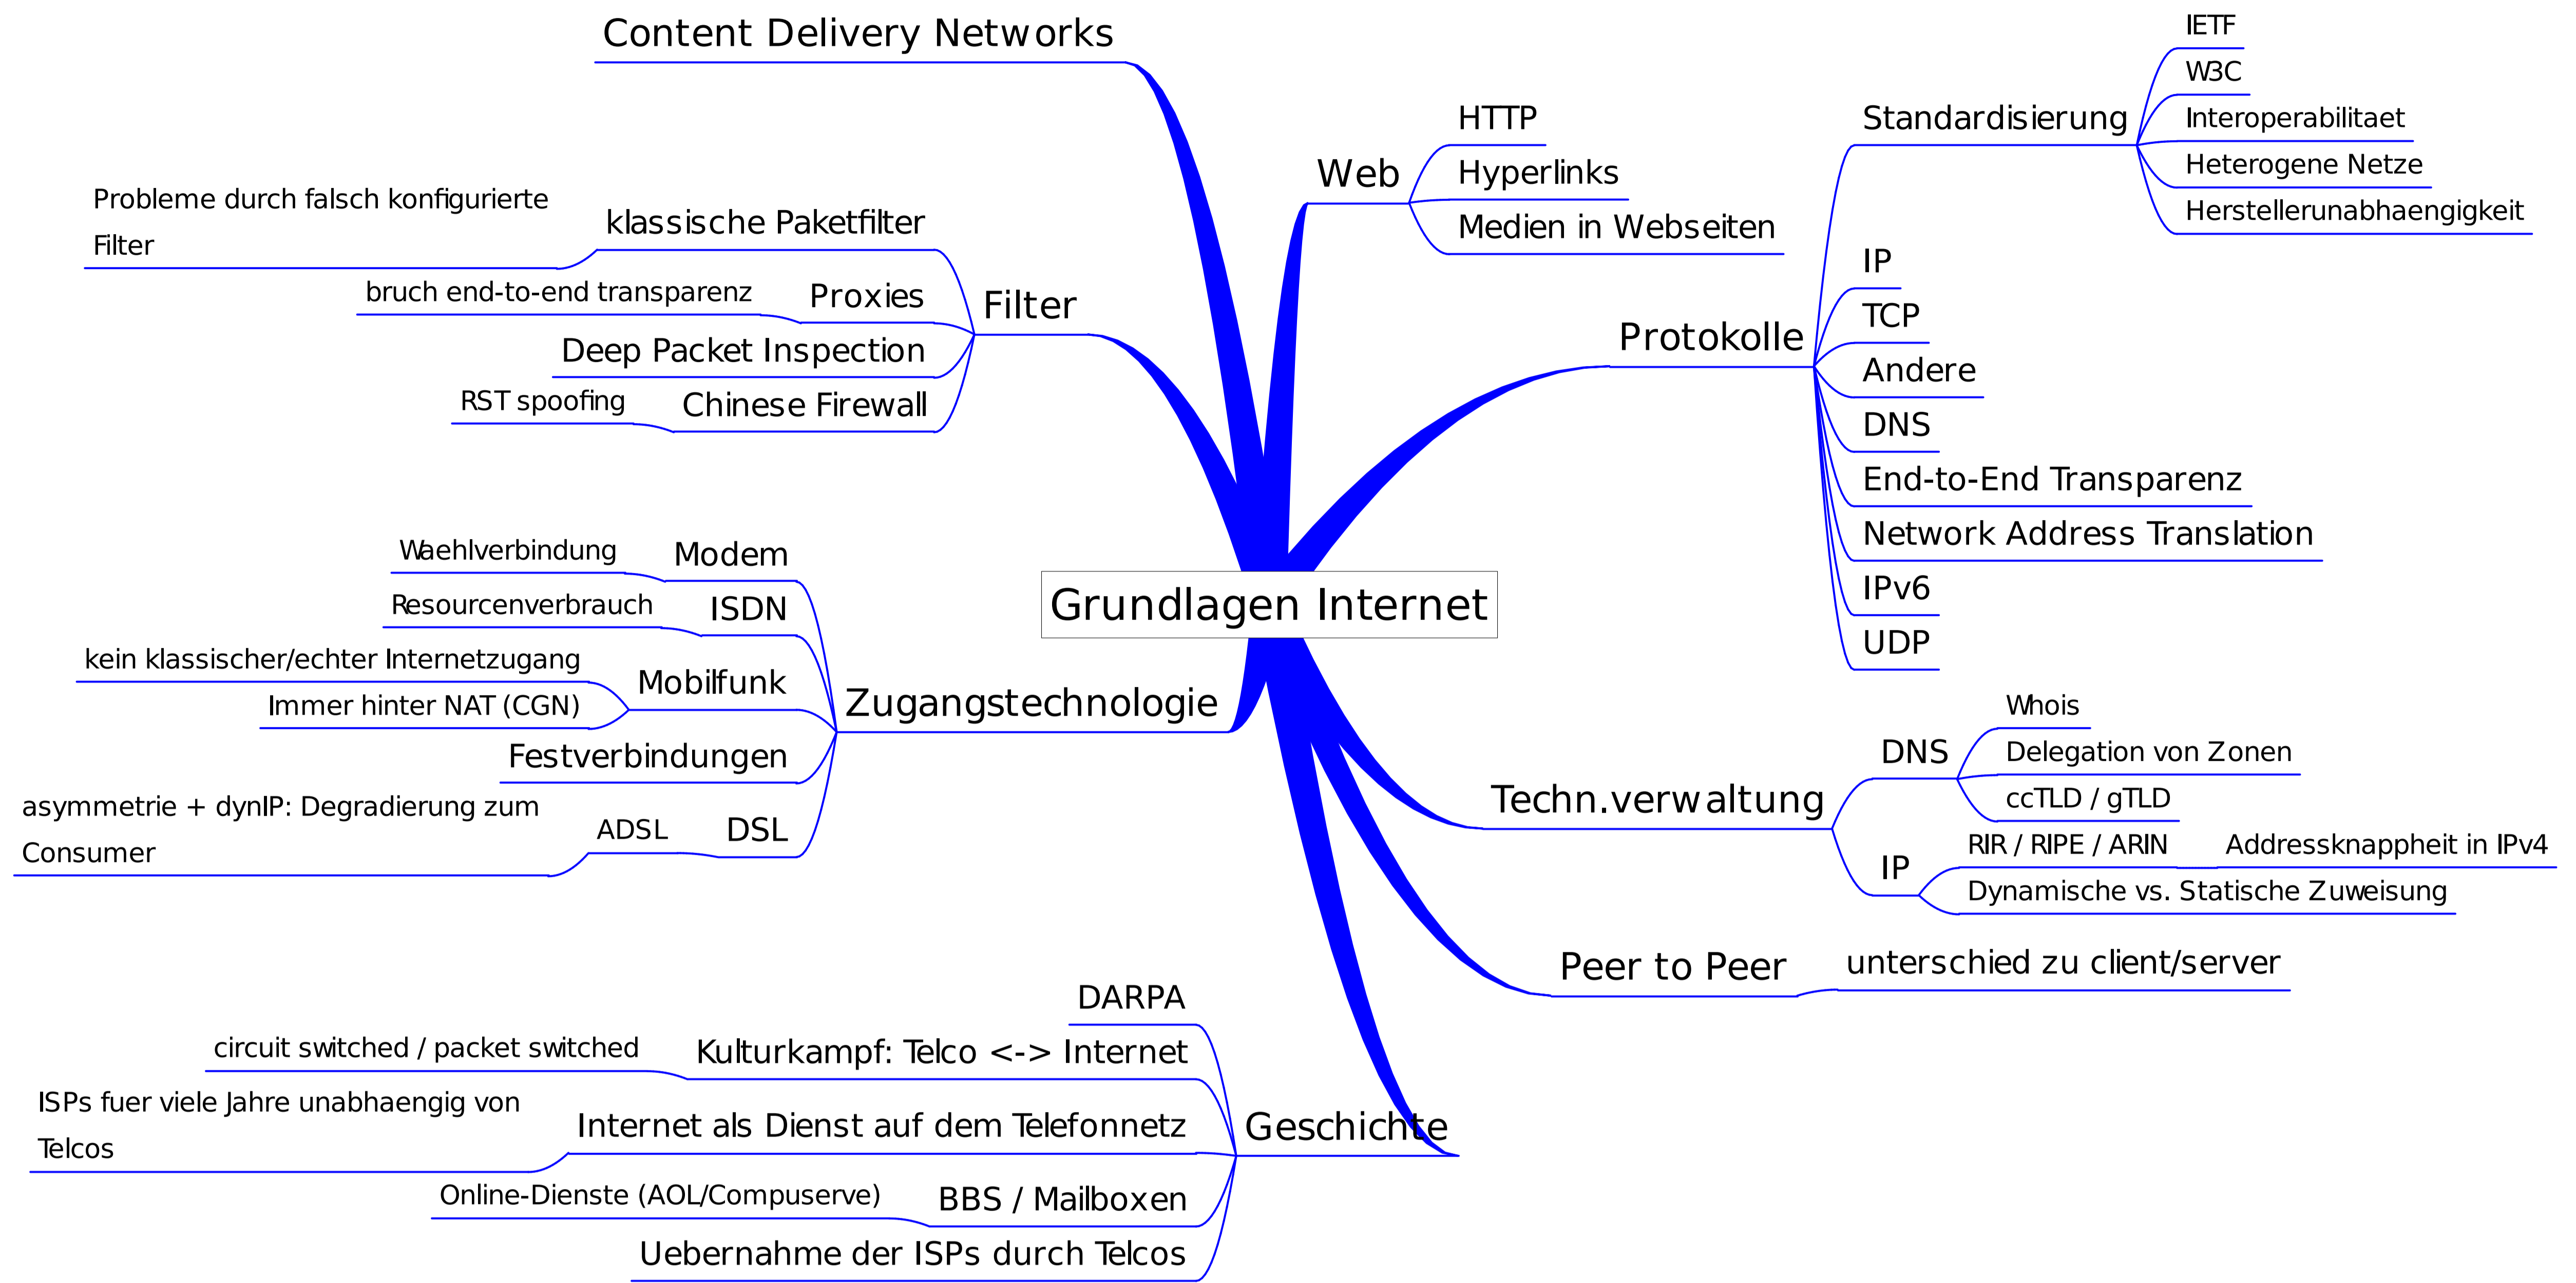 Content Delivery Networks
Filter
klassische Paketfilter
Probleme durch falsch konfigurierte
Filter
Proxies
bruch end-to-end transparenz
Deep Packet Inspection
Chinese Firewall
RST spoofing
Zugangstechnologie
Modem
Waehlverbindung
ISDN
Resourcenverbrauch
Mobilfunk
kein klassischer/echter Internetzugang
Immer hinter NAT (CGN)
Festverbindungen
DSL
ADSL
asymmetrie + dynIP: Degradierung zum
Consumer
Geschichte
DARPA
Kulturkampf: Telco <-> Internet
circuit switched / packet switched
Internet als Dienst auf dem Telefonnetz
ISPs fuer viele Jahre unabhaengig von
Telcos
BBS / Mailboxen
Online-Dienste (AOL/Compuserve)
Uebernahme der ISPs durch Telcos
Grundlagen Internet
Web
HTTP
Hyperlinks
Medien in Webseiten
Protokolle
Standardisierung
IETF
W3C
Interoperabilitaet
Heterogene Netze
Herstellerunabhaengigkeit
IP
TCP
Andere
DNS
End-to-End Transparenz
Network Address Translation
IPv6
UDP
Techn.verwaltung
DNS
Whois
Delegation von Zonen
ccTLD / gTLD
IP
RIR / RIPE / ARIN
Addressknappheit in IPv4
Dynamische vs. Statische Zuweisung
Peer to Peer
unterschied zu client/server